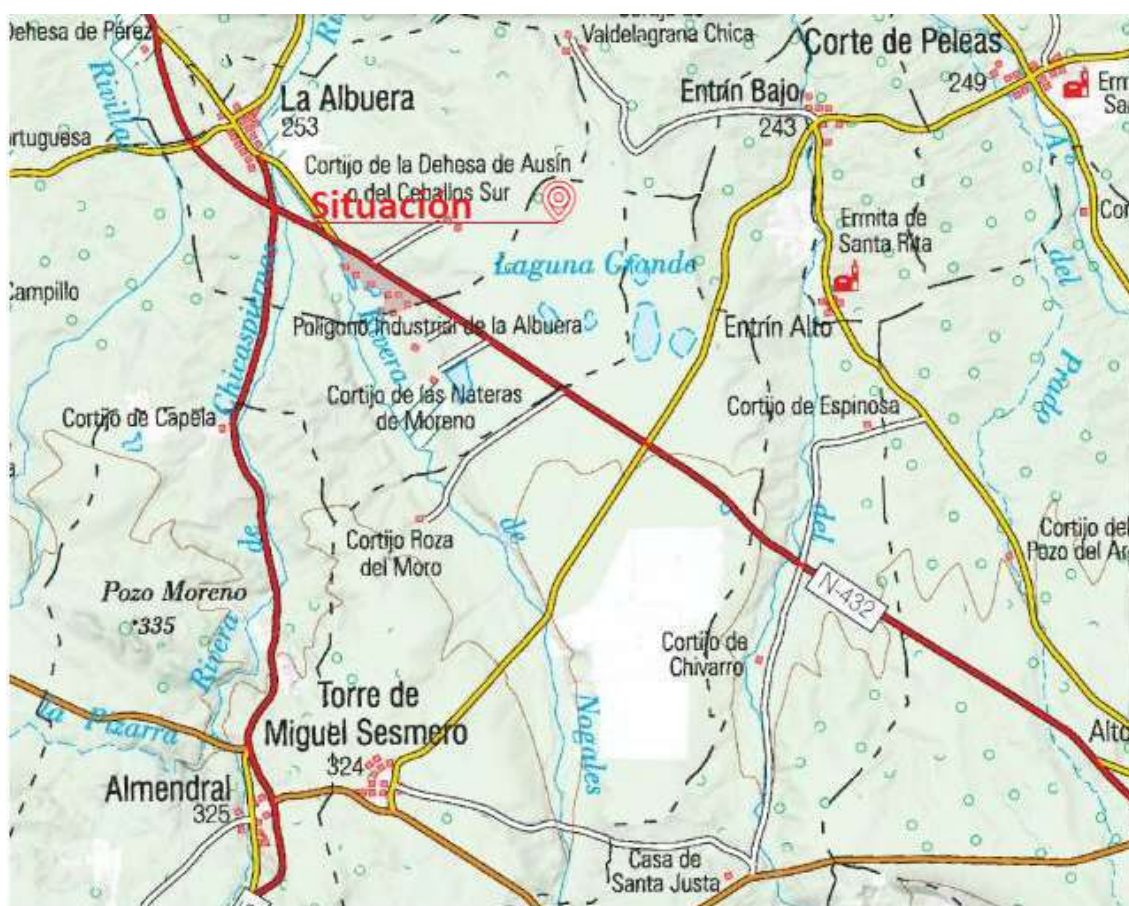 Dehesa de Pérez
Rivilla
La Albuera
253
Valdelagrana Chica
Entrín Bajo
243
Corte de Peleas
249
Cortijo de la Dehesa de Ausín
o del Ceballos Sur
Situación
Ermita de
Santa Rita
Laguna Grande
Campillo
Polígono Industrial de la Albuera
Entrín Alto
Aº
del
Prado
Chicaspiernas
Rivera
Cortijo de Capela
Cortijo de las Nateras
de Moreno
Cortijo de Espinosa
Cortijo Roza
del Moro
de
de
del
Cortijo del
Pozo del
Pozo Moreno
335
N-432
Rivera
Cortijo de
Chivarro
la Pizarra
Torre de
Miguel Sesmero
324
Nogales
Alto
Almendral
325
Casa de
Santa Justa